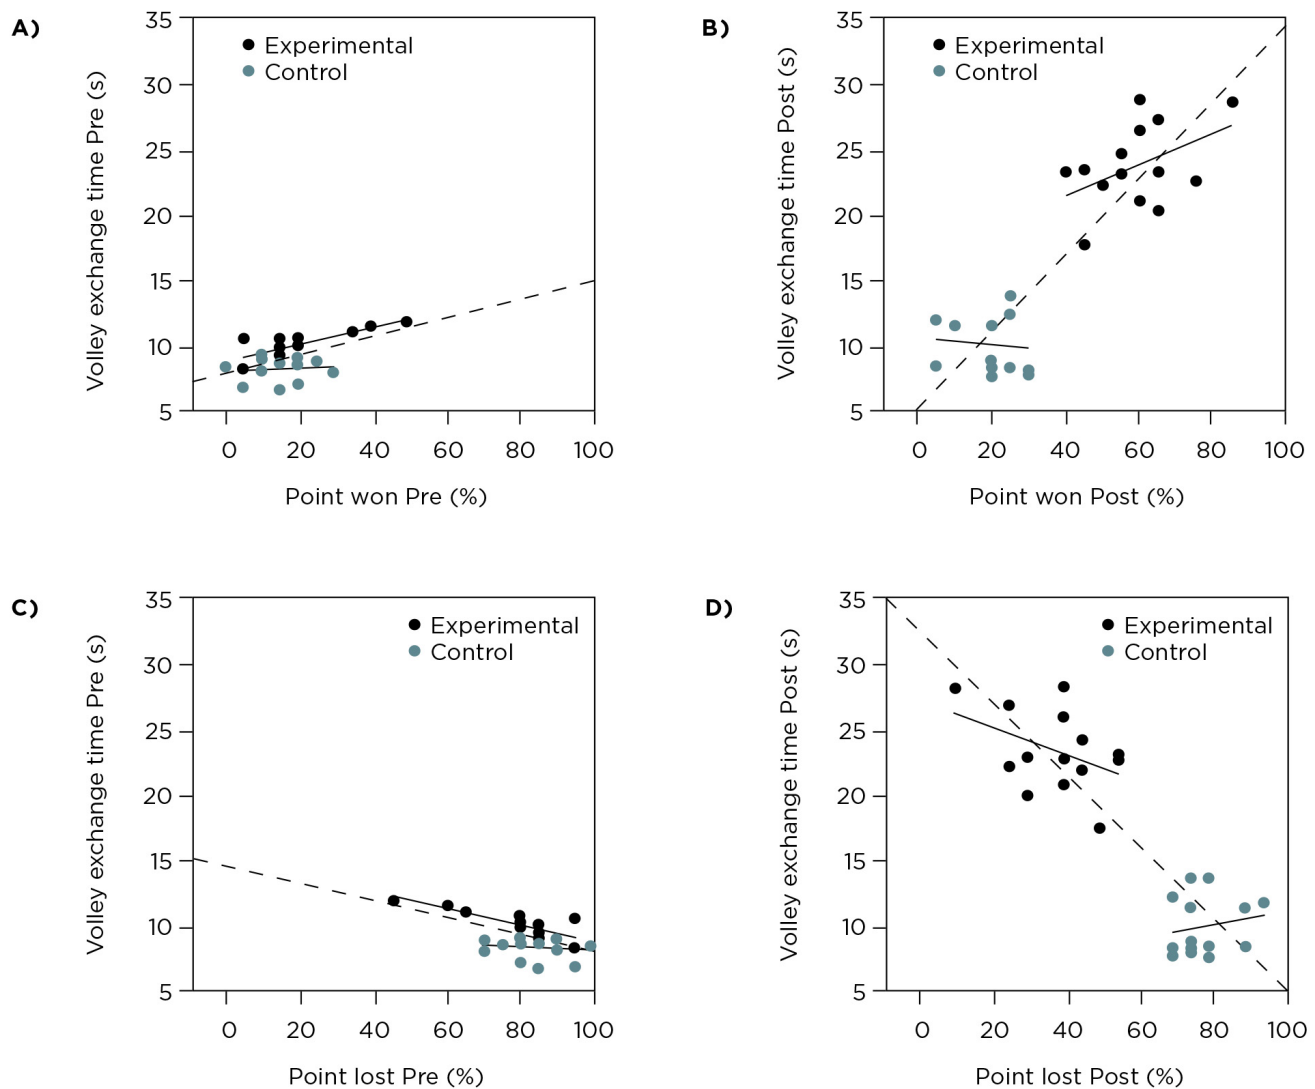 A)
Volley exchange time Pre (s)
35
30
25
20
15
10
5
Experimental
Control
0 20 40 60 80 100
Point won Pre (%)
B)
Volley exchange time Post (s)
35
30
25
20
15
10
5
Experimental
Control
0 20 40 60 80 100
Point won Post (%)
C)
Volley exchange time Pre (s)
35
30
25
20
15
10
5
Experimental
Control
0 20 40 60 80 100
Point lost Pre (%)
D)
Volley exchange time Post (s)
35
30
25
20
15
10
5
Experimental
Control
0 20 40 60 80 100
Point lost Post (%)